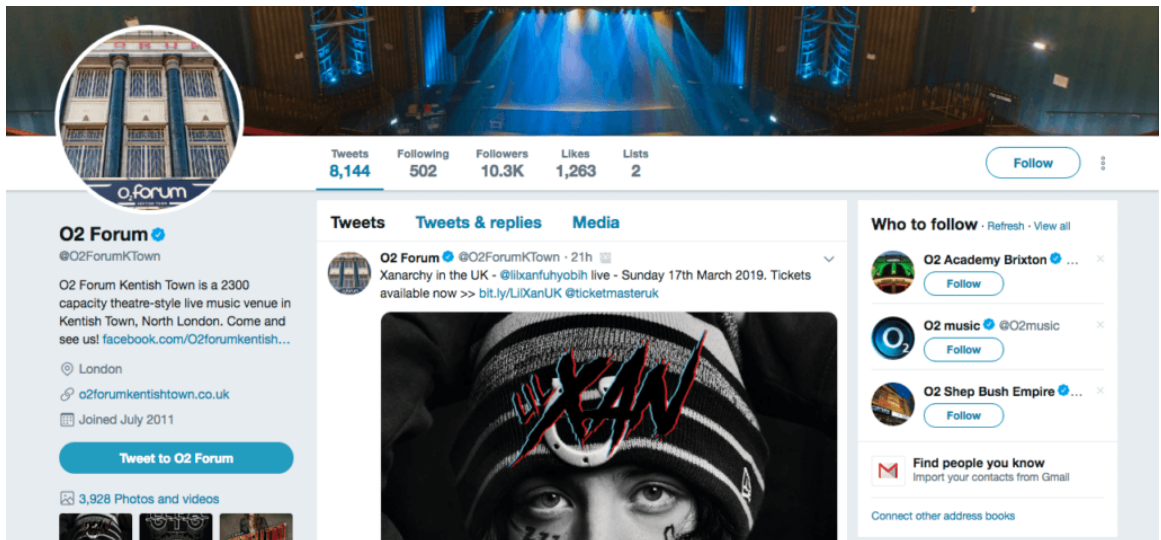 O2 forum
KENTISH TOWN
Tweets
8,144
Following
502
Followers
10.3K
Likes
1,263
Lists
2
Follow
O2 Forum
@O2ForumKTown
O2 Forum Kentish Town is a 2300
capacity theatre-style live music venue in
Kentish Town, North London. Come and
see us! facebook.com/O2forumkentish...
London
o2forumkentishtown.co.uk
Joined July 2011
Tweet to O2 Forum
3,928 Photos and videos
Tweets Tweets & replies Media
O2 Forum @O2ForumKTown · 21h
Xanarchy in the UK - @lilxanfuhyobih live - Sunday 17th March 2019. Tickets
available now >> bit.ly/LilXanUK @ticketmasteruk
LIL XAN
Who to follow · Refresh · View all
O2 Academy Brixton ...
Follow
O2
O2 music @O2music
Follow
O2 Shep Bush Empire ...
Follow
Find people you know
Import your contacts from Gmail
Connect other address books